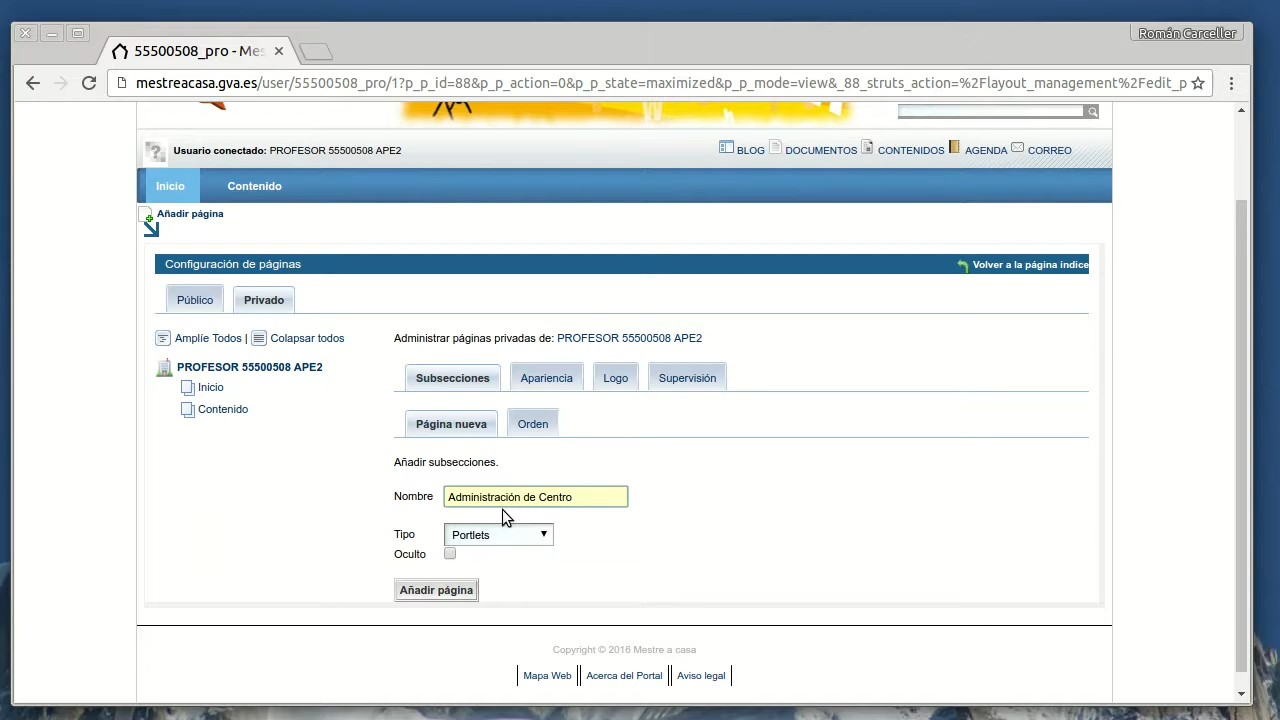 Román Carceller
55500508_pro - Mes
mestreacasa.gva.es/user/55500508_pro/1?p_p_id=88&p_p_action=0&p_p_state=maximized&p_p_mode=view&_88_struts_action=%2Flayout_management%2Fedit_p
Usuario conectado: PROFESOR 55500508 APE2
BLOG DOCUMENTOS CONTENIDOS AGENDA CORREO
Inicio Contenido
Añadir página
Configuración de páginas
Volver a la página indice
Público Privado
Amplíe Todos | Colapsar todos
Administrar páginas privadas de: PROFESOR 55500508 APE2
PROFESOR 55500508 APE2
Inicio
Contenido
Subsecciones Apariencia Logo Supervisión
Página nueva Orden
Añadir subsecciones.
Nombre Administración de Centro
Tipo Portlets
Oculto
Añadir página
Copyright © 2016 Mestre a casa
Mapa Web Acerca del Portal Aviso legal